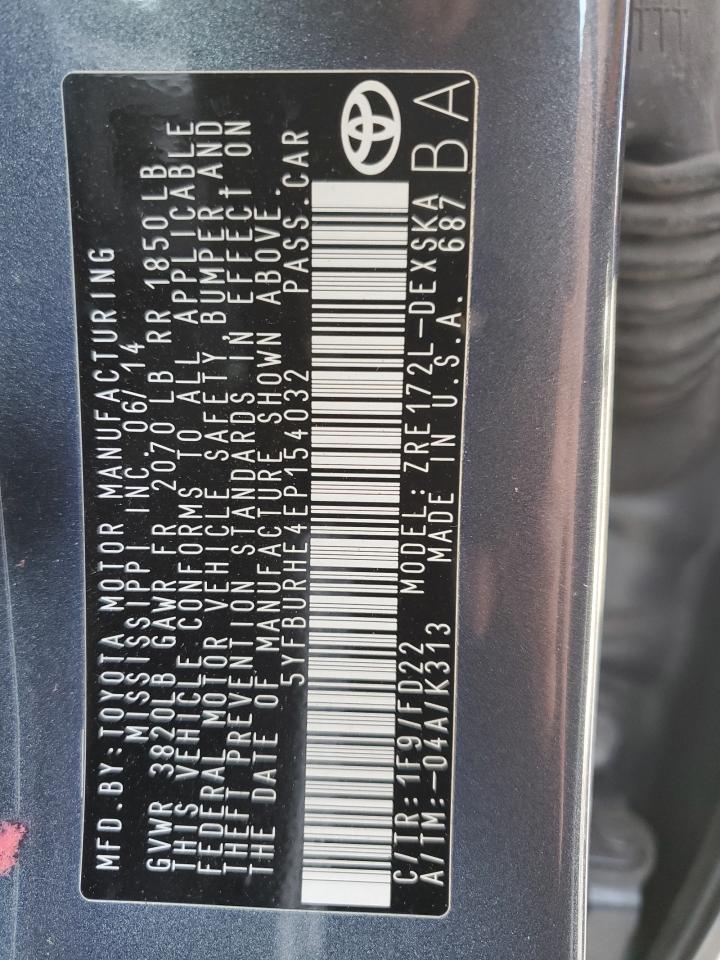 MFD.BY:TOYOTA MOTOR MANUFACTURING
MISSISSIPPI INC.06/14
GVWR 3820LB GAWR FR 2070 LB RR 1850 LB
THIS VEHICLE CONFORMS TO ALL APPLICABLE
FEDERAL MOTOR VEHICLE SAFETY, BUMPER, AND
THEFT PREVENTION STANDARDS IN EFFECT ON
THE DATE OF MANUFACTURE SHOWN ABOVE.
5YFBURHE4EP154032 PASS.CAR
C/TR:1F9/FD22 MODEL:ZRE172L-DEXSKA
A/TM:-04A/K313 MADE IN U.S.A. 687
BA